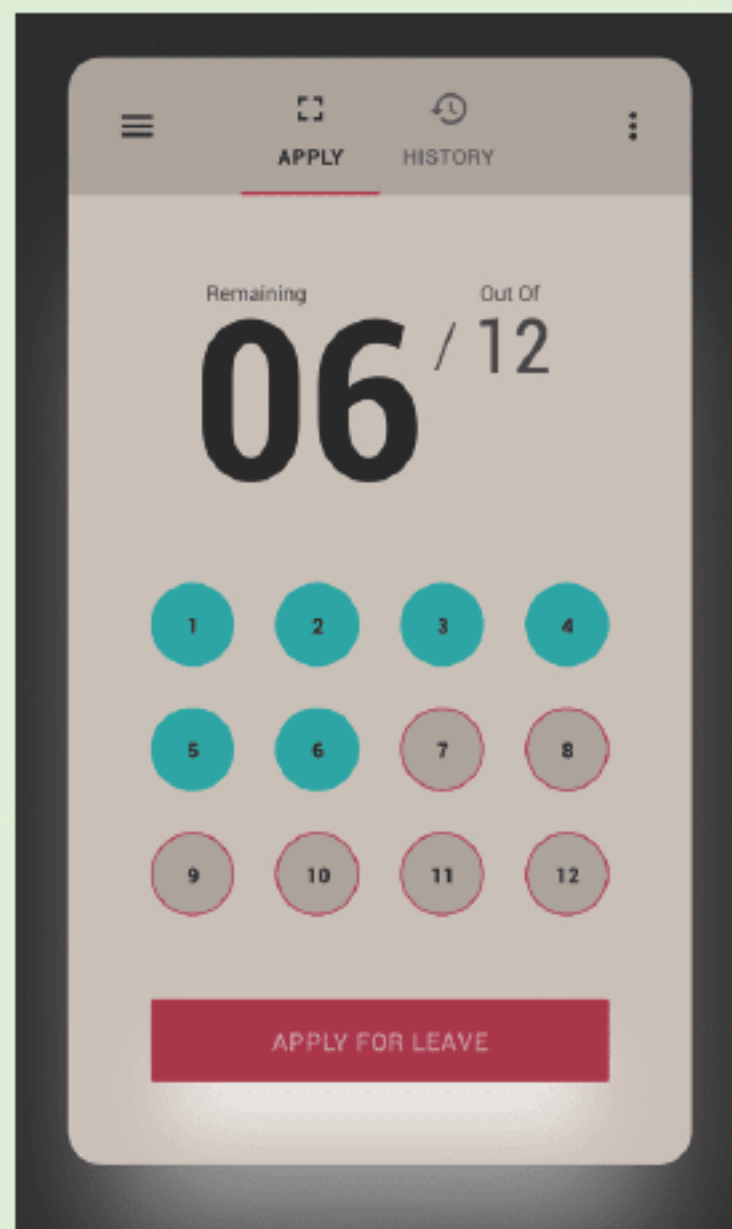 APPLY HISTORY
Remaining Out Of
06 / 12
1 2 3 4
5 6 7 8
9 10 11 12
APPLY FOR LEAVE